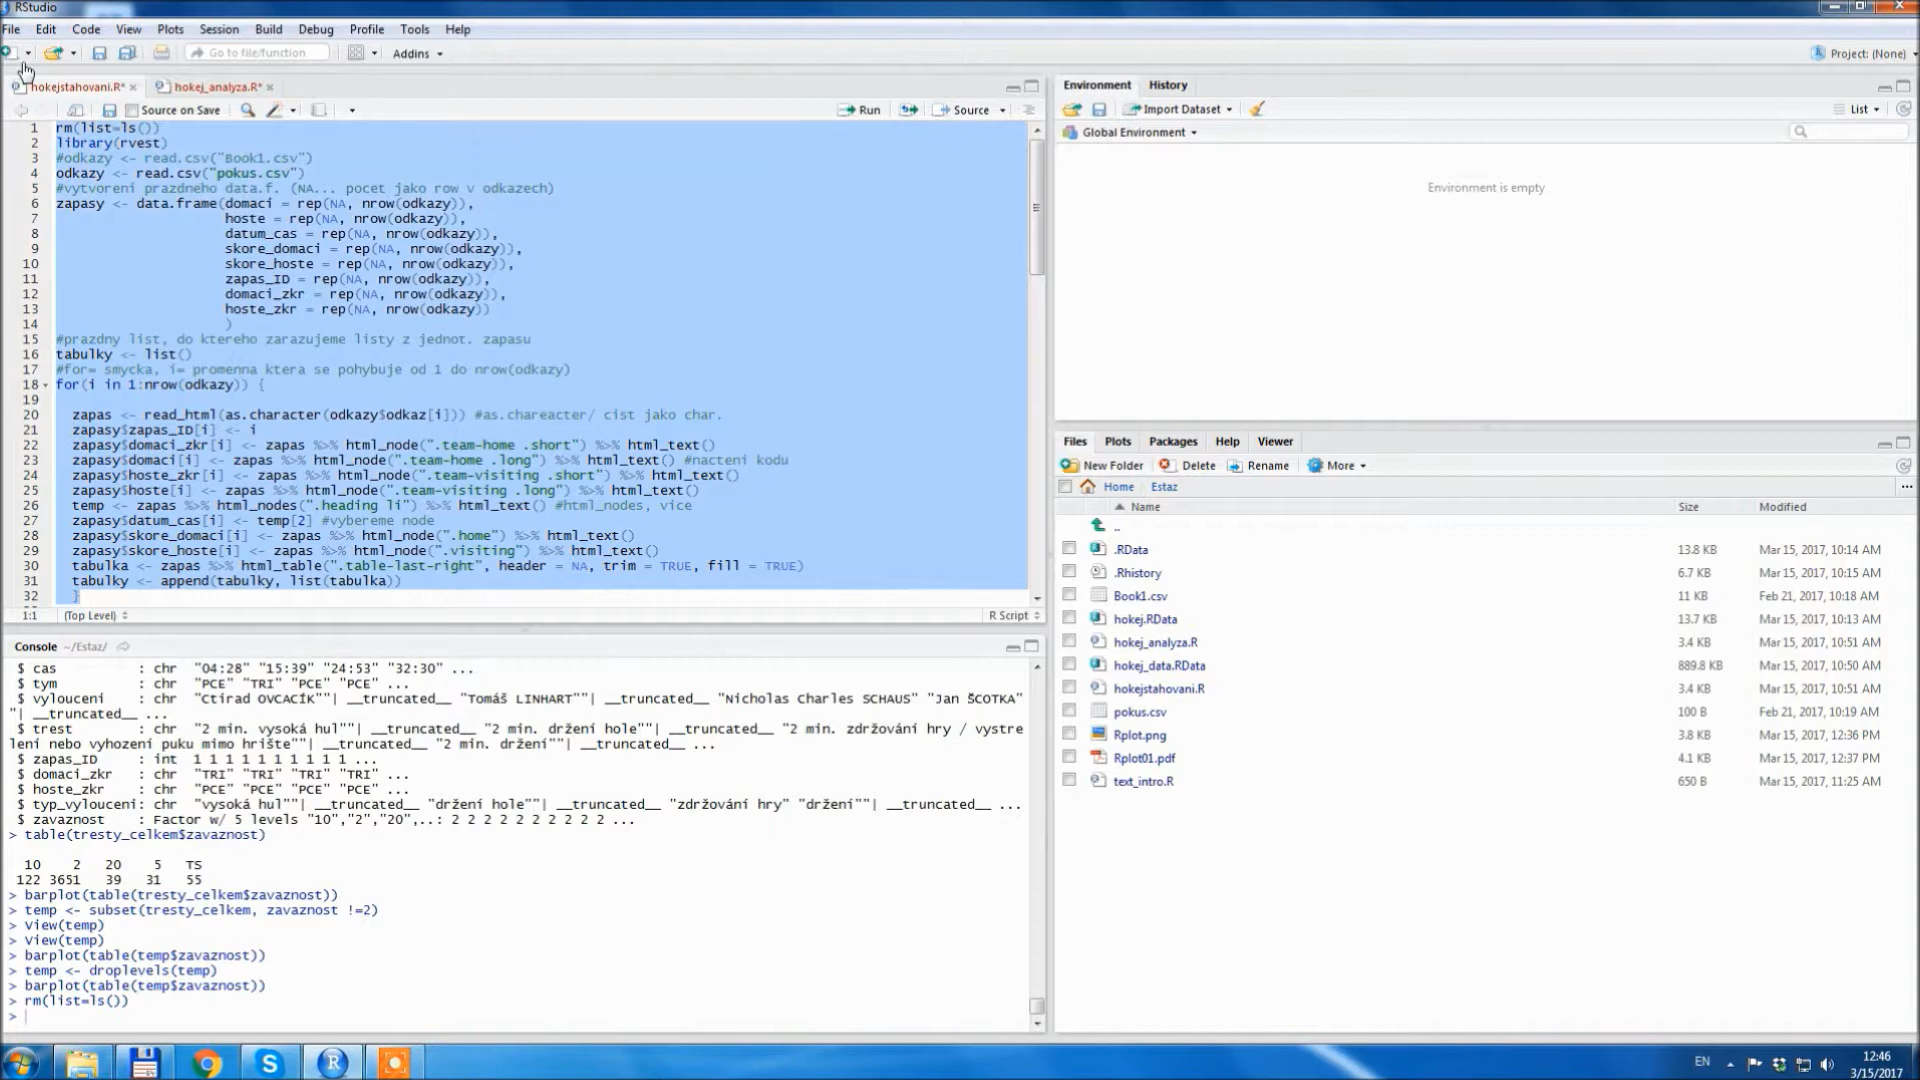 RStudio
File Edit Code View Plots Session Build Debug Profile Tools Help
Go to file/function Addins Project: (None)
hokejstahovani.R* hokej_analyza.R*
Source on Save Run Source
1 rm(list=ls())
2 library(rvest)
3 #odkazy <- read.csv("Book1.csv")
4 odkazy <- read.csv("pokus.csv")
5 #vytvoreni prazdneho data.f. (NA... pocet jako row v odkazech)
6 zapasy <- data.frame(domaci = rep(NA, nrow(odkazy)),
7 hoste = rep(NA, nrow(odkazy)),
8 datum_cas = rep(NA, nrow(odkazy)),
9 skore_domaci = rep(NA, nrow(odkazy)),
10 skore_hoste = rep(NA, nrow(odkazy)),
11 zapas_ID = rep(NA, nrow(odkazy)),
12 domaci_zkr = rep(NA, nrow(odkazy)),
13 hoste_zkr = rep(NA, nrow(odkazy))
14 )
15 #prazdny list, do ktereho zarazujeme listy z jednot. zapasu
16 tabulky <- list()
17 #for= smycka, i= promenna ktera se pohybuje od 1 do nrow(odkazy)
18 for(i in 1:nrow(odkazy)) {
19
20 zapas <- read_html(as.character(odkazy$odkaz[i])) #as.chareacter/ cist jako char.
21 zapasy$zapas_ID[i] <- i
22 zapasy$domaci_zkr[i] <- zapas %>% html_node(".team-home .short") %>% html_text()
23 zapasy$domaci[i] <- zapas %>% html_node(".team-home .long") %>% html_text() #nacteni kodu
24 zapasy$hoste_zkr[i] <- zapas %>% html_node(".team-visiting .short") %>% html_text()
25 zapasy$hoste[i] <- zapas %>% html_node(".team-visiting .long") %>% html_text()
26 temp <- zapas %>% html_nodes(".heading li") %>% html_text() #html_nodes, vice
27 zapasy$datum_cas[i] <- temp[2] #vybereme node
28 zapasy$skore_domaci[i] <- zapas %>% html_node(".home") %>% html_text()
29 zapasy$skore_hoste[i] <- zapas %>% html_node(".visiting") %>% html_text()
30 tabulka <- zapas %>% html_table(".table-last-right", header = NA, trim = TRUE, fill = TRUE)
31 tabulky <- append(tabulky, list(tabulka))
32 }
1:1 (Top Level) R Script
Console ~/Estaz/
$ cas : chr "04:28" "15:39" "24:53" "32:30" ...
$ tym : chr "PCE" "TRI" "PCE" "PCE" ...
$ vylouceni : chr "Ctirad OVCACÍK""| __truncated__ "Tomáš LINHART""| __truncated__ "Nicholas Charles SCHAUS" "Jan ŠCOTKA"
"| __truncated__ ...
$ trest : chr "2 min. vysoká hul""| __truncated__ "2 min. držení hole""| __truncated__ "2 min. zdržování hry / vystre
lení nebo vyhození puku mimo hrište""| __truncated__ "2 min. držení""| __truncated__ ...
$ zapas_ID : int 1 1 1 1 1 1 1 1 1 1 ...
$ domaci_zkr : chr "TRI" "TRI" "TRI" "TRI" ...
$ hoste_zkr : chr "PCE" "PCE" "PCE" "PCE" ...
$ typ_vylouceni: chr "vysoká hul""| __truncated__ "držení hole""| __truncated__ "zdržování hry" "držení""| __truncated__ ...
$ zavaznost : Factor w/ 5 levels "10","2","20",..: 2 2 2 2 2 2 2 2 2 2 ...
> table(tresty_celkem$zavaznost)
10 2 20 5 TS
122 3651 39 31 55
> barplot(table(tresty_celkem$zavaznost))
> temp <- subset(tresty_celkem, zavaznost !=2)
> View(temp)
> View(temp)
> barplot(table(temp$zavaznost))
> temp <- droplevels(temp)
> barplot(table(temp$zavaznost))
> rm(list=ls())
>
Environment History
Import Dataset List
Global Environment
Environment is empty
Files Plots Packages Help Viewer
New Folder Delete Rename More
Home Estaz ...
Name Size Modified
..
.RData 13.8 KB Mar 15, 2017, 10:14 AM
.Rhistory 6.7 KB Mar 15, 2017, 10:15 AM
Book1.csv 11 KB Feb 21, 2017, 10:18 AM
hokej.RData 13.7 KB Mar 15, 2017, 10:13 AM
hokej_analyza.R 3.4 KB Mar 15, 2017, 10:51 AM
hokej_data.RData 889.8 KB Mar 15, 2017, 10:50 AM
hokejstahovani.R 3.4 KB Mar 15, 2017, 10:51 AM
pokus.csv 100 B Feb 21, 2017, 10:19 AM
Rplot.png 3.8 KB Mar 15, 2017, 12:36 PM
Rplot01.pdf 4.1 KB Mar 15, 2017, 12:37 PM
text_intro.R 650 B Mar 15, 2017, 11:25 AM
EN 12:46
3/15/2017